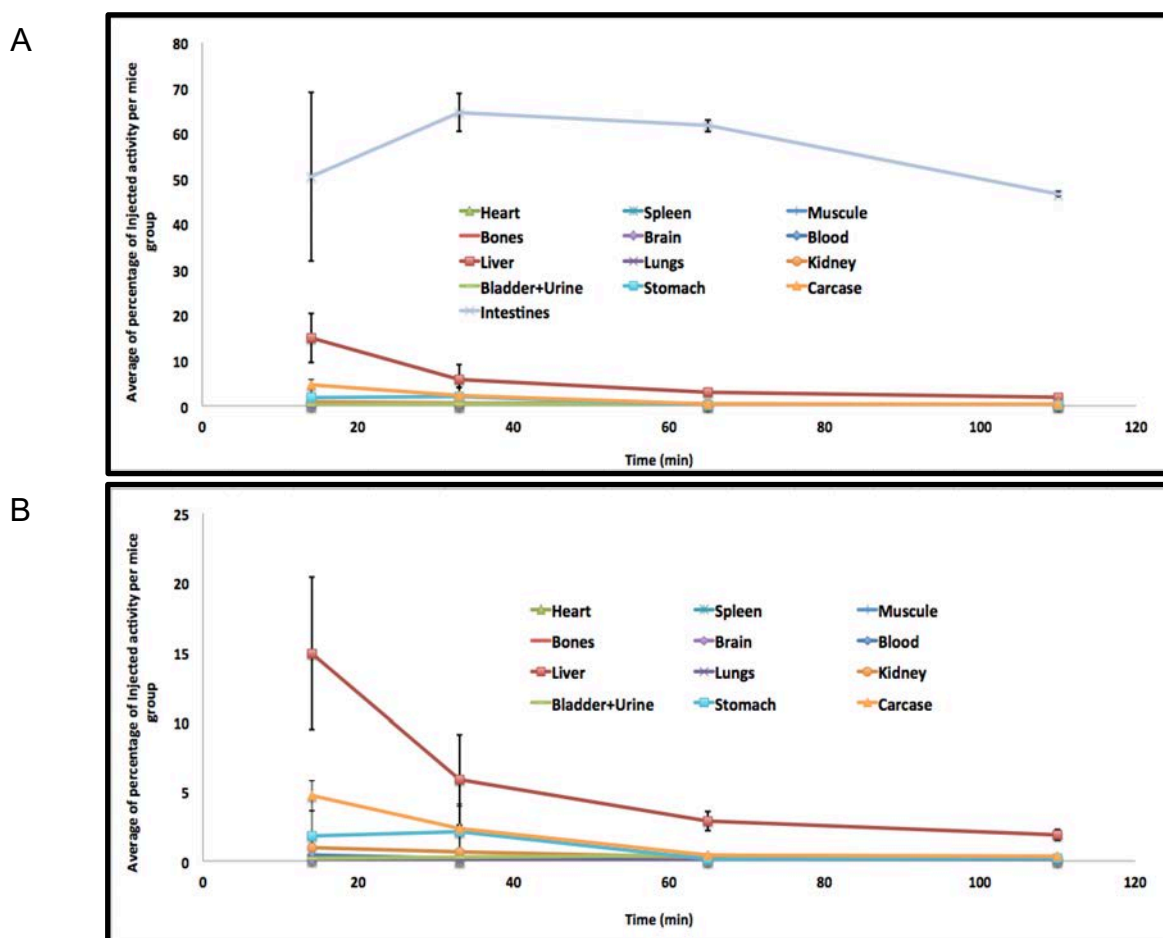 A
Average of percentage of Injected activity per mice
group
80
70
60
50
40
30
20
10
0
Heart Spleen Muscule
Bones Brain Blood
Liver Lungs Kidney
Bladder+Urine Stomach Carcase
Intestines
0 20 40 60 80 100 120
Time (min)
B
Average of percentage of Injected activity per mice
group
25
20
15
10
5
0
Heart Spleen Muscule
Bones Brain Blood
Liver Lungs Kidney
Bladder+Urine Stomach Carcase
0 20 40 60 80 100 120
Time (min)